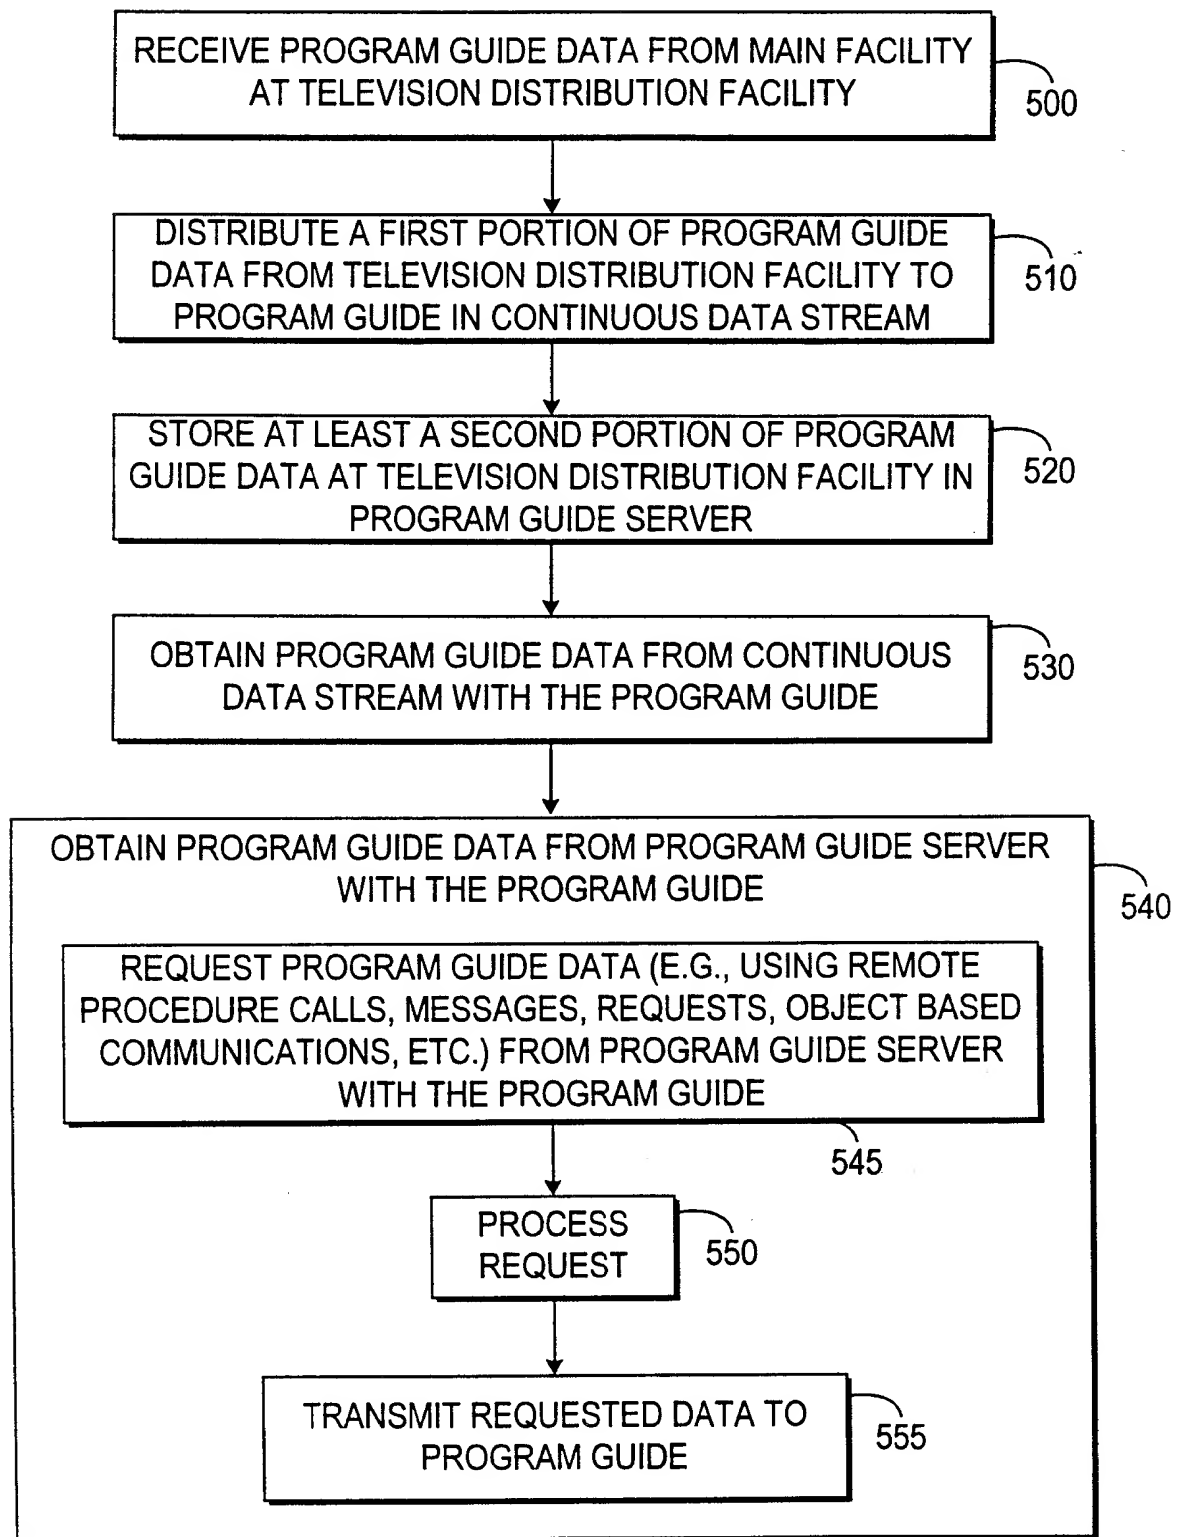 RECEIVE PROGRAM GUIDE DATA FROM MAIN FACILITY
AT TELEVISION DISTRIBUTION FACILITY
500
DISTRIBUTE A FIRST PORTION OF PROGRAM GUIDE
DATA FROM TELEVISION DISTRIBUTION FACILITY TO
PROGRAM GUIDE IN CONTINUOUS DATA STREAM
510
STORE AT LEAST A SECOND PORTION OF PROGRAM
GUIDE DATA AT TELEVISION DISTRIBUTION FACILITY IN
PROGRAM GUIDE SERVER
520
OBTAIN PROGRAM GUIDE DATA FROM CONTINUOUS
DATA STREAM WITH THE PROGRAM GUIDE
530
OBTAIN PROGRAM GUIDE DATA FROM PROGRAM GUIDE SERVER
WITH THE PROGRAM GUIDE
540
REQUEST PROGRAM GUIDE DATA (E.G., USING REMOTE
PROCEDURE CALLS, MESSAGES, REQUESTS, OBJECT BASED
COMMUNICATIONS, ETC.) FROM PROGRAM GUIDE SERVER
WITH THE PROGRAM GUIDE
545
PROCESS
REQUEST
550
TRANSMIT REQUESTED DATA TO
PROGRAM GUIDE
555